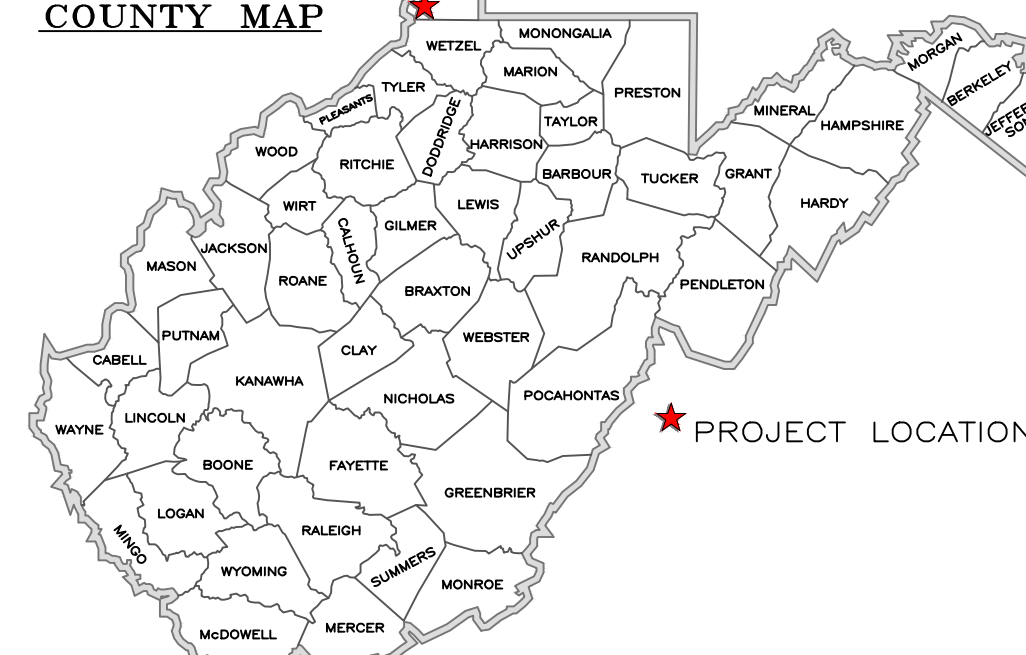 COUNTY MAP
WETZEL
MONONGALIA
MARION
PRESTON
MORGAN
BERKELEY
JEFFER
SON
TYLER
PLEASANTS
DODDRIDGE
HARRISON
TAYLOR
MINERAL
HAMPSHIRE
WOOD
RITCHIE
BARBOUR
TUCKER
GRANT
HARDY
WIRT
GILMER
LEWIS
UPSHUR
RANDOLPH
CALHOUN
JACKSON
MASON
ROANE
BRAXTON
PENDLETON
PUTNAM
CABELL
CLAY
WEBSTER
KANAWHA
NICHOLAS
POCAHONTAS
LINCOLN
WAYNE
PROJECT LOCATION
BOONE
FAYETTE
GREENBRIER
LOGAN
MINGO
RALEIGH
WYOMING
SUMMERS
MONROE
McDOWELL
MERCER